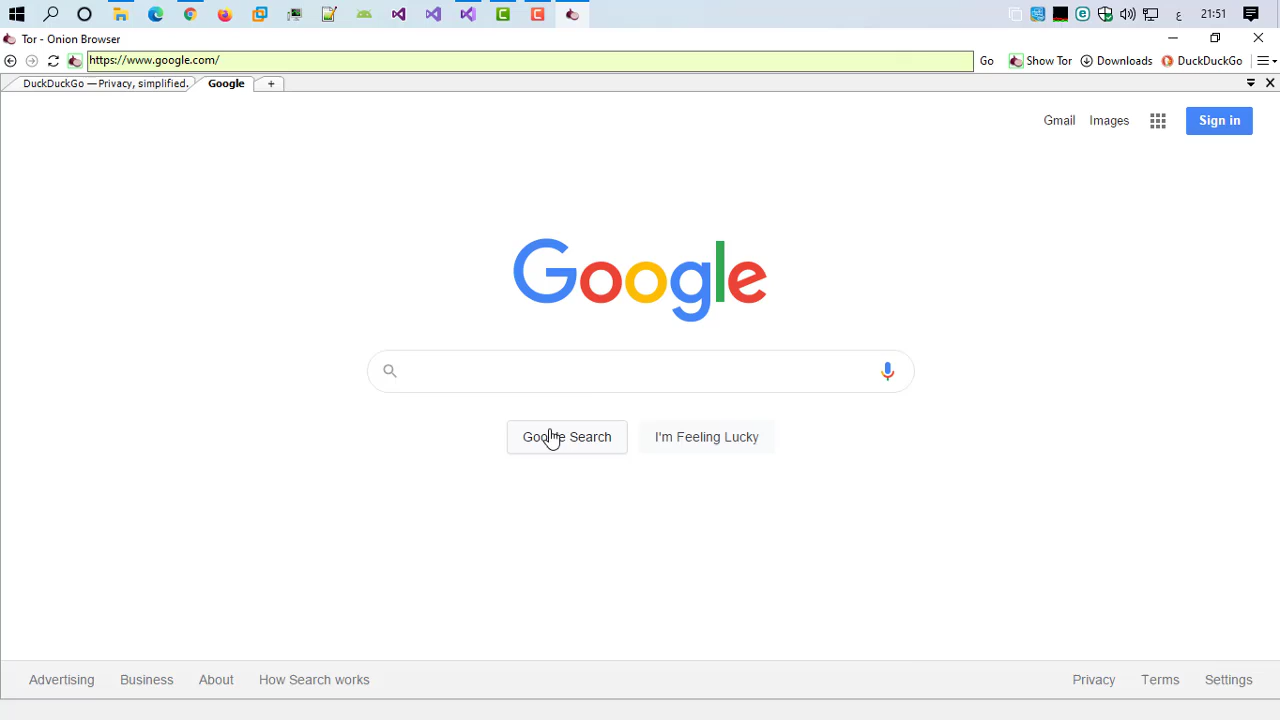 21:51
ع
Tor - Onion Browser
https://www.google.com/
Go
Show Tor
Downloads
DuckDuckGo
DuckDuckGo — Privacy, simplified.
Google
+
Gmail
Images
Sign in
Google
Google Search
I'm Feeling Lucky
Advertising
Business
About
How Search works
Privacy
Terms
Settings